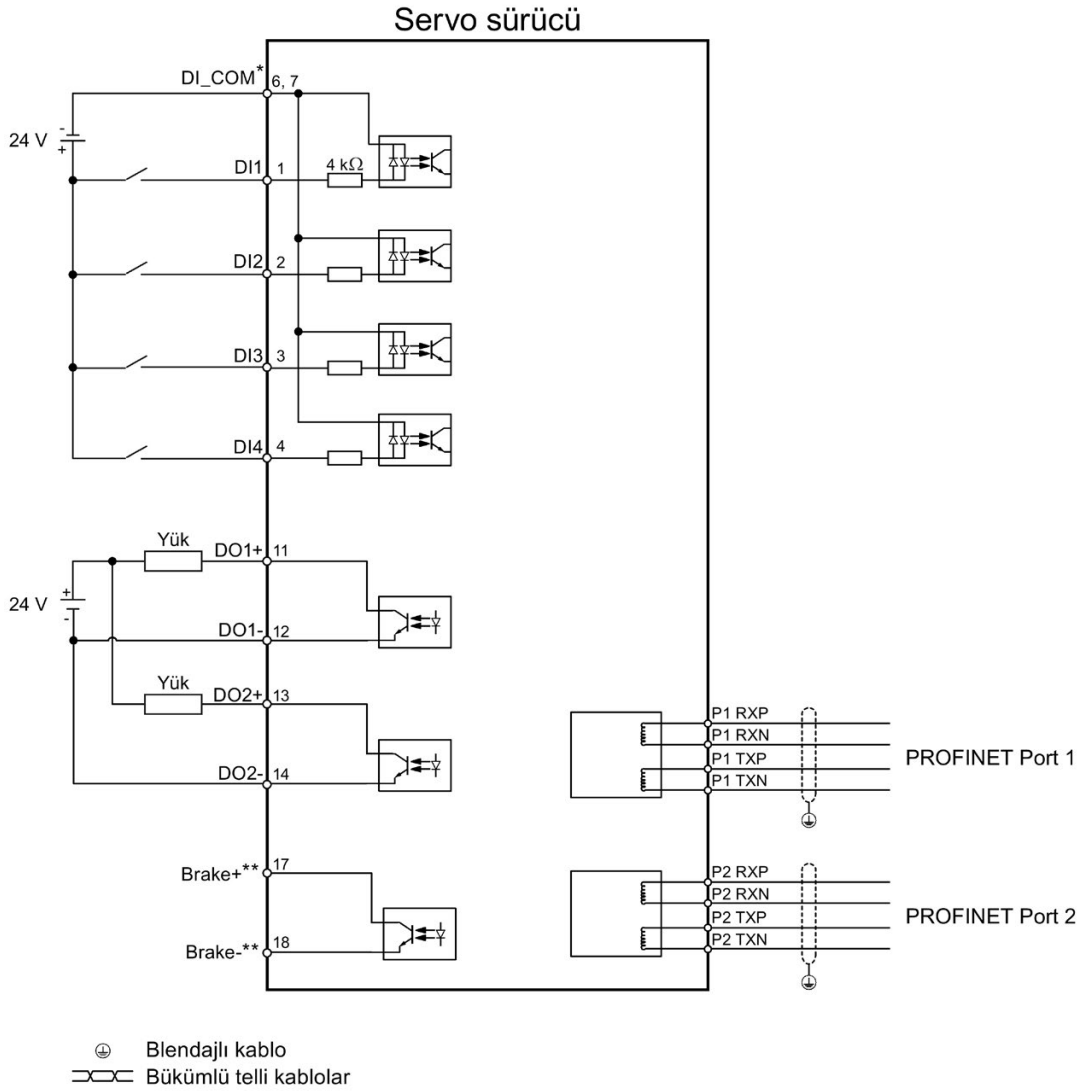 Servo sürücü
DI_COM*
6, 7
24 V
-
+
DI1
1
4 kΩ
DI2
2
DI3
3
DI4
4
Yük
DO1+
11
24 V
+
-
DO1-
12
Yük
DO2+
13
DO2-
14
P1 RXP
P1 RXN
P1 TXP
P1 TXN
PROFINET Port 1
Brake+**
17
Brake-**
18
P2 RXP
P2 RXN
P2 TXP
P2 TXN
PROFINET Port 2
Blendajlı kablo
Bükümlü telli kablolar